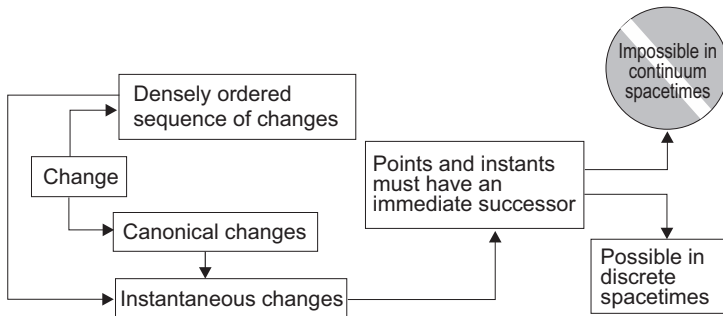 Impossible in
continuum
spacetimes
Densely ordered
sequence of changes
Change
Points and instants
must have an
immediate successor
Canonical changes
Instantaneous changes
Possible in
discrete
spacetimes